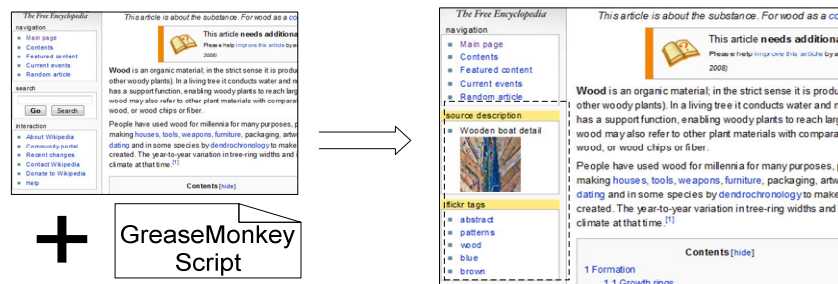 The Free Encyclopedia
navigation
Main page
Contents
Featured content
Current events
Random article
search
Go Search
interaction
About Wikipedia
Community portal
Recent changes
Contact Wikipedia
Donate to Wikipedia
Help
This article is about the substance. For wood as a co
This article needs additiona
Please help improve this article by a
2008)
Wood is an organic material; in the strict sense it is produ
other woody plants). In a living tree it conducts water and n
has a support function, enabling woody plants to reach larg
wood may also refer to other plant materials with compara
wood, or wood chips or fiber.
People have used wood for millennia for many purposes, p
making houses, tools, weapons, furniture, packaging, artw
dating and in some species by dendrochronology to make
created. The year-to-year variation in tree-ring widths and i
climate at that time.[1]
Contents [hide]
GreaseMonkey
Script
The Free Encyclopedia
navigation
Main page
Contents
Featured content
Current events
Random article
source description
Wooden boat detail
flickr tags
abstract
patterns
wood
blue
brown
This article is about the substance. For wood as a co
This article needs additiona
Please help improve this article by a
2008)
Wood is an organic material; in the strict sense it is produ
other woody plants). In a living tree it conducts water and n
has a support function, enabling woody plants to reach larg
wood may also refer to other plant materials with compara
wood, or wood chips or fiber.
People have used wood for millennia for many purposes, p
making houses, tools, weapons, furniture, packaging, artw
dating and in some species by dendrochronology to make
created. The year-to-year variation in tree-ring widths and
climate at that time.[1]
Contents [hide]
1 Formation
1.1 Growth rings